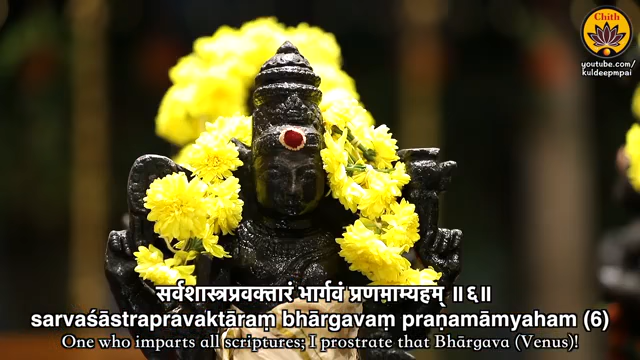 Chith
youtube.com/
kuldeepmpai
सर्वशास्त्रप्रवक्तारं भार्गवं प्रणमाम्यहम् ॥६॥
sarvaśāstrapravaktāraṃ bhārgavaṃ praṇamāmyaham (6)
One who imparts all scriptures; I prostrate that Bhārgava (Venus)!